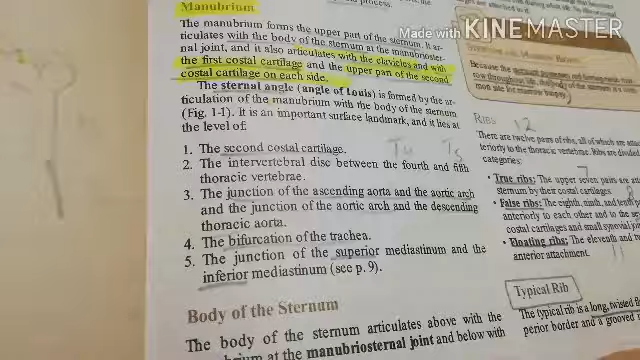 process.
Made with KINEMASTER
Manubrium
The manubrium forms the upper part of the sternum. It ar-
ticulates with the body of the sternum at the manubrioster-
nal joint, and it also articulates with the clavicles and with
the first costal cartilage and the upper part of the second
costal cartilage on each side.
The sternal angle (angle of Louis) is formed by the ar-
ticulation of the manubrium with the body of the sternum
(Fig. 1-1). It is an important surface landmark, and it lies at
the level of:
1. The second costal cartilage.
2. The intervertebral disc between the fourth and fifth
thoracic vertebrae.
3. The junction of the ascending aorta and the aortic arch
and the junction of the aortic arch and the descending
thoracic aorta.
4. The bifurcation of the trachea.
5. The junction of the superior mediastinum and the
inferior mediastinum (see p. 9).
Body of the Sternum
The body of the sternum articulates above with the
at the manubriosternal joint and below with
Because the
Ribs 12
There are twelve pairs of ribs, all of which are
teriorly to the thoracic vertebrae. Ribs are divided
categories:
• True ribs: The upper seven pairs are
sternum by their costal cartilages.
• False ribs: The eighth, ninth, and tenth
anteriorly to each other and to the
costal cartilages and small synovial
• Floating ribs: The eleventh and
anterior attachment.
11
Typical Rib
The typical rib is a long, twisted
perior border and a grooved